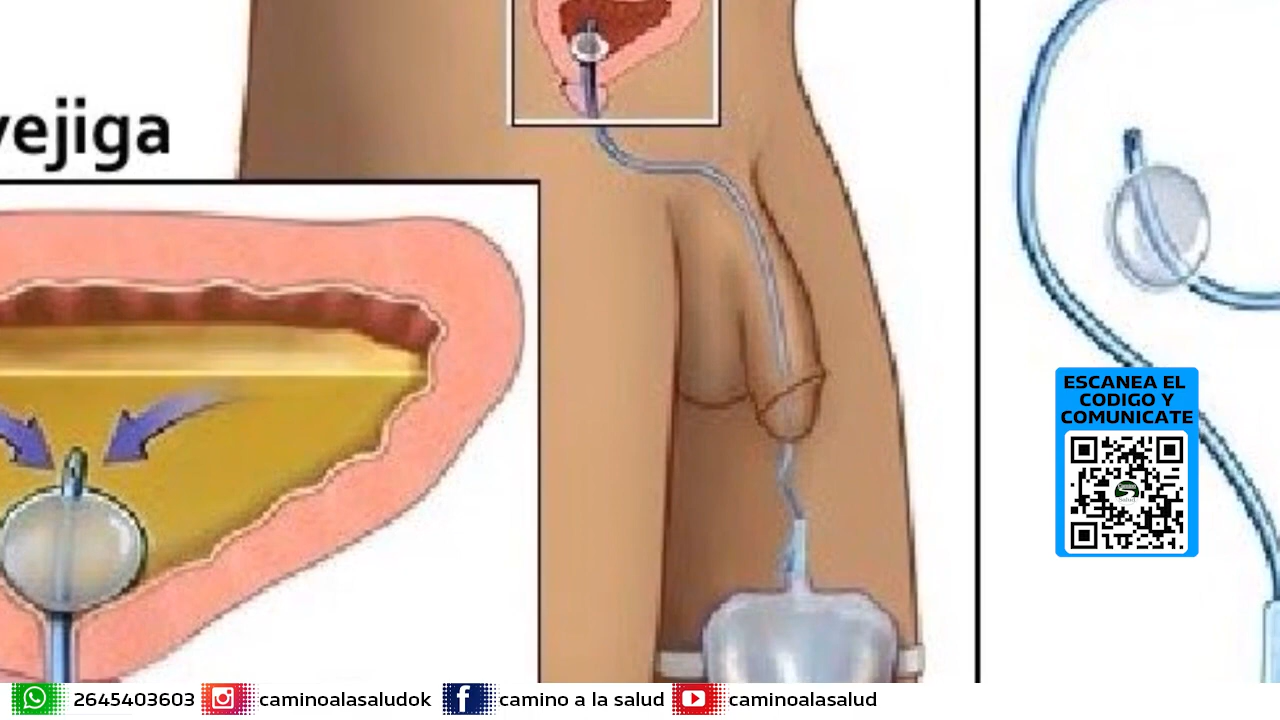 vejiga
ESCANEA EL
CODIGO Y
COMUNICATE
2645403603 caminoalasaludok camino a la salud caminoalasalud